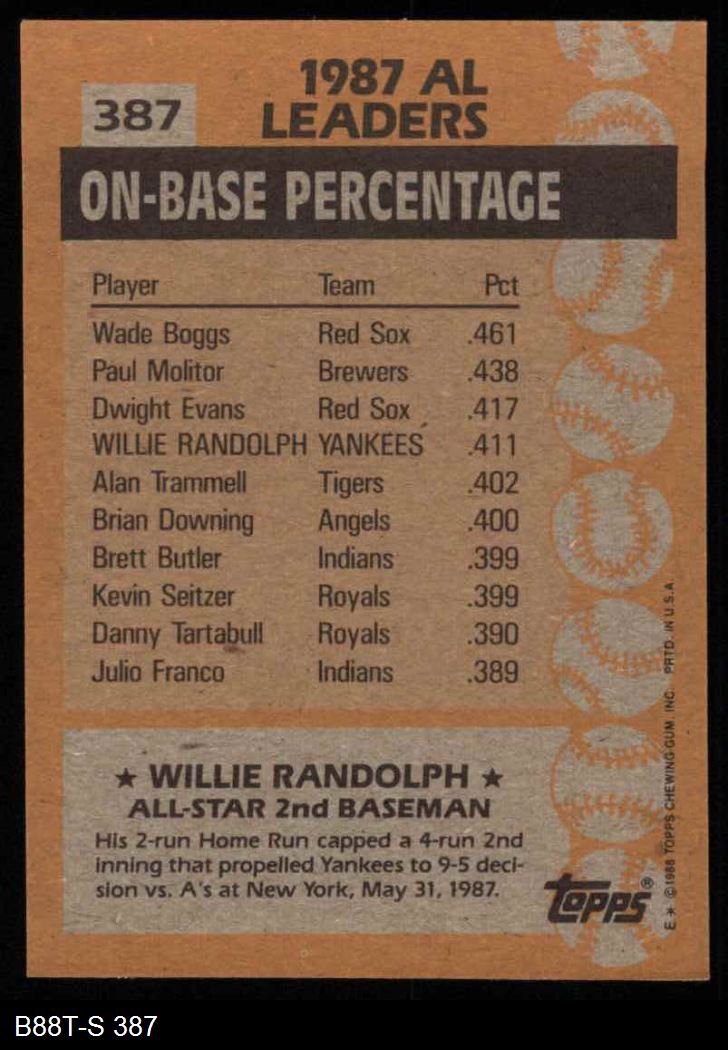 387
1987 AL
LEADERS
ON-BASE PERCENTAGE
Player Team Pct
Wade Boggs Red Sox .461
Paul Molitor Brewers .438
Dwight Evans Red Sox .417
WILLIE RANDOLPH YANKEES .411
Alan Trammell Tigers .402
Brian Downing Angels .400
Brett Butler Indians .399
Kevin Seitzer Royals .399
Danny Tartabull Royals .390
Julio Franco Indians .389
★ WILLIE RANDOLPH ★
ALL-STAR 2nd BASEMAN
His 2-run Home Run capped a 4-run 2nd
inning that propelled Yankees to 9-5 deci-
sion vs. A's at New York, May 31, 1987.
Topps®
E* ©1988 TOPPS CHEWING GUM, INC. PRTD. IN U.S.A
B88T-S 387